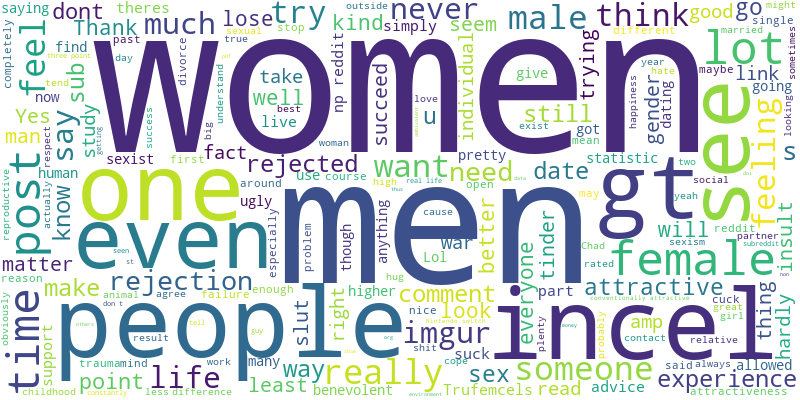 saying
dont
theres
Thank
much
lose
try
kind
never
seem
male
think
good
go
outside
single
might
completely
feel
find
past
sexual
stop
true
day
divorce
simply
trying
different
married
year
hate
maybe
sometimes
women
lot
see
sub
now
success
understand
take
well
live
give
best
love
woman
np reddit
succeed
individual
still
u
link
gender
dating
happiness
going
looking
Yes
man
say
study
big
got
mean
exist
post
know
sexist
respect
getting
fact
rejected
first
pretty
want
need
date
statistic
two
s
yeah
social
feeling
one
men
gt
human
use
course
around
ugly
high
real life
thus
open
data
may
will
reddit
partner
actually
reproductive
matter
even
especially
though
problem
anything
cause
war
Lol
better
everyone
tinder
sexism
Chad
subreddit
female
insult
seen
st
reason
rejection
animal
agree
failure
enough
hug
higher
right
comment
part
rated
attractive
make
time
people
incel
obviously
don t
others
tell
guy
slut
nice
look
conventionally attractive
cuck
great
girl
thing
hardly
support
result
imgur
nintendo switch
plenty
probably
money
amp
contact
relative
shit
suck
someone
trauma
mind
work
many
cope
way
sex
said
always
allowed
point
life
least
really
experience
childhood
constantly
less
difference
benevolent
environment
Trufemcels
read
advice
attractiveness